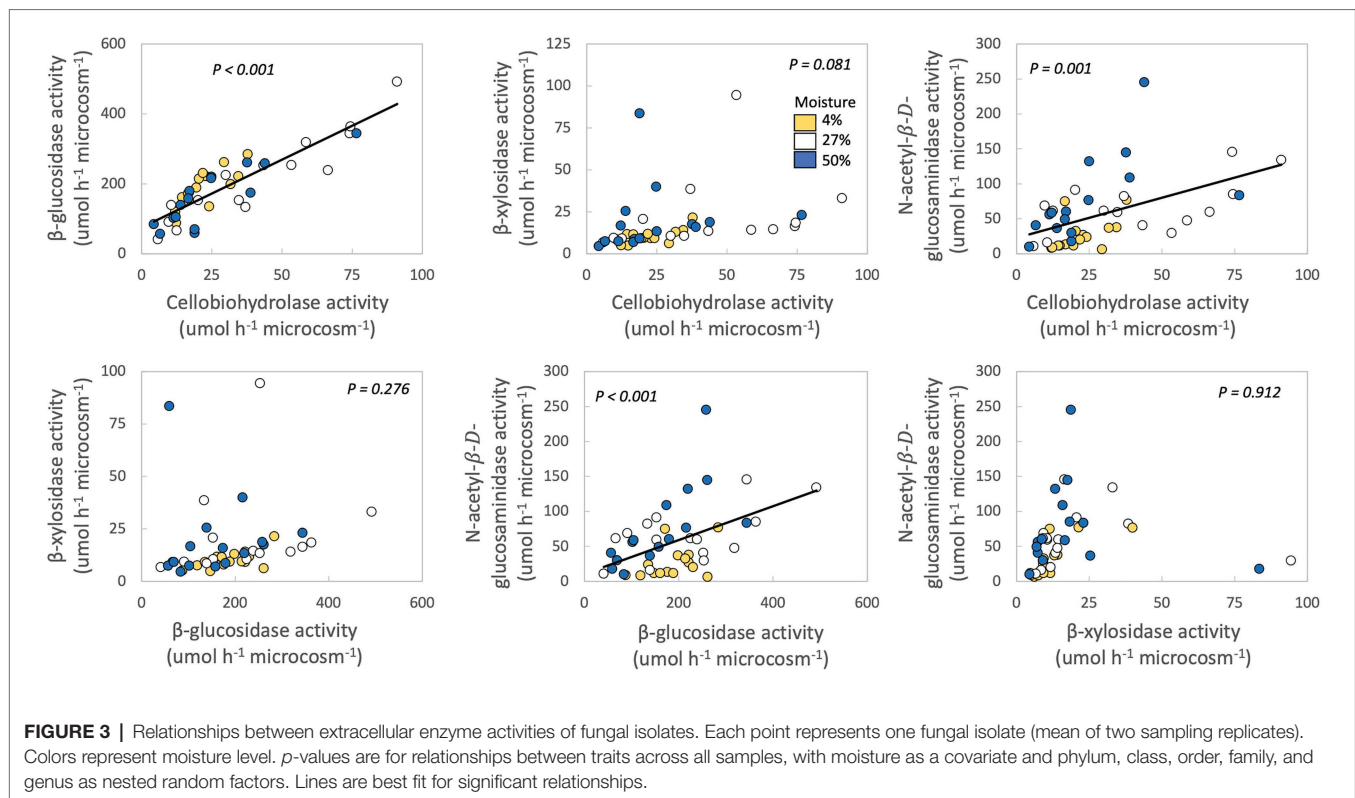 β-glucosidase activity
(umol h⁻¹ microcosm⁻¹)
600
400
200
0
P < 0.001
0 25 50 75 100
Cellobiohydrolase activity
(umol h⁻¹ microcosm⁻¹)
β-xylosidase activity
(umol h⁻¹ microcosm⁻¹)
125
100
75
50
25
0
P = 0.081
Moisture
4%
27%
50%
0 25 50 75 100
Cellobiohydrolase activity
(umol h⁻¹ microcosm⁻¹)
N-acetyl-β-D-
glucosaminidase activity
(umol h⁻¹ microcosm⁻¹)
300
250
200
150
100
50
0
P = 0.001
0 25 50 75 100
Cellobiohydrolase activity
(umol h⁻¹ microcosm⁻¹)
β-xylosidase activity
(umol h⁻¹ microcosm⁻¹)
100
75
50
25
0
P = 0.276
0 200 400 600
β-glucosidase activity
(umol h⁻¹ microcosm⁻¹)
N-acetyl-β-D-
glucosaminidase activity
(umol h⁻¹ microcosm⁻¹)
300
250
200
150
100
50
0
P < 0.001
0 200 400 600
β-glucosidase activity
(umol h⁻¹ microcosm⁻¹)
N-acetyl-β-D-
glucosaminidase activity
(umol h⁻¹ microcosm⁻¹)
300
250
200
150
100
50
0
P = 0.912
0 25 50 75 100
β-xylosidase activity
(umol h⁻¹ microcosm⁻¹)
FIGURE 3 | Relationships between extracellular enzyme activities of fungal isolates. Each point represents one fungal isolate (mean of two sampling replicates).
Colors represent moisture level. p-values are for relationships between traits across all samples, with moisture as a covariate and phylum, class, order, family, and
genus as nested random factors. Lines are best fit for significant relationships.